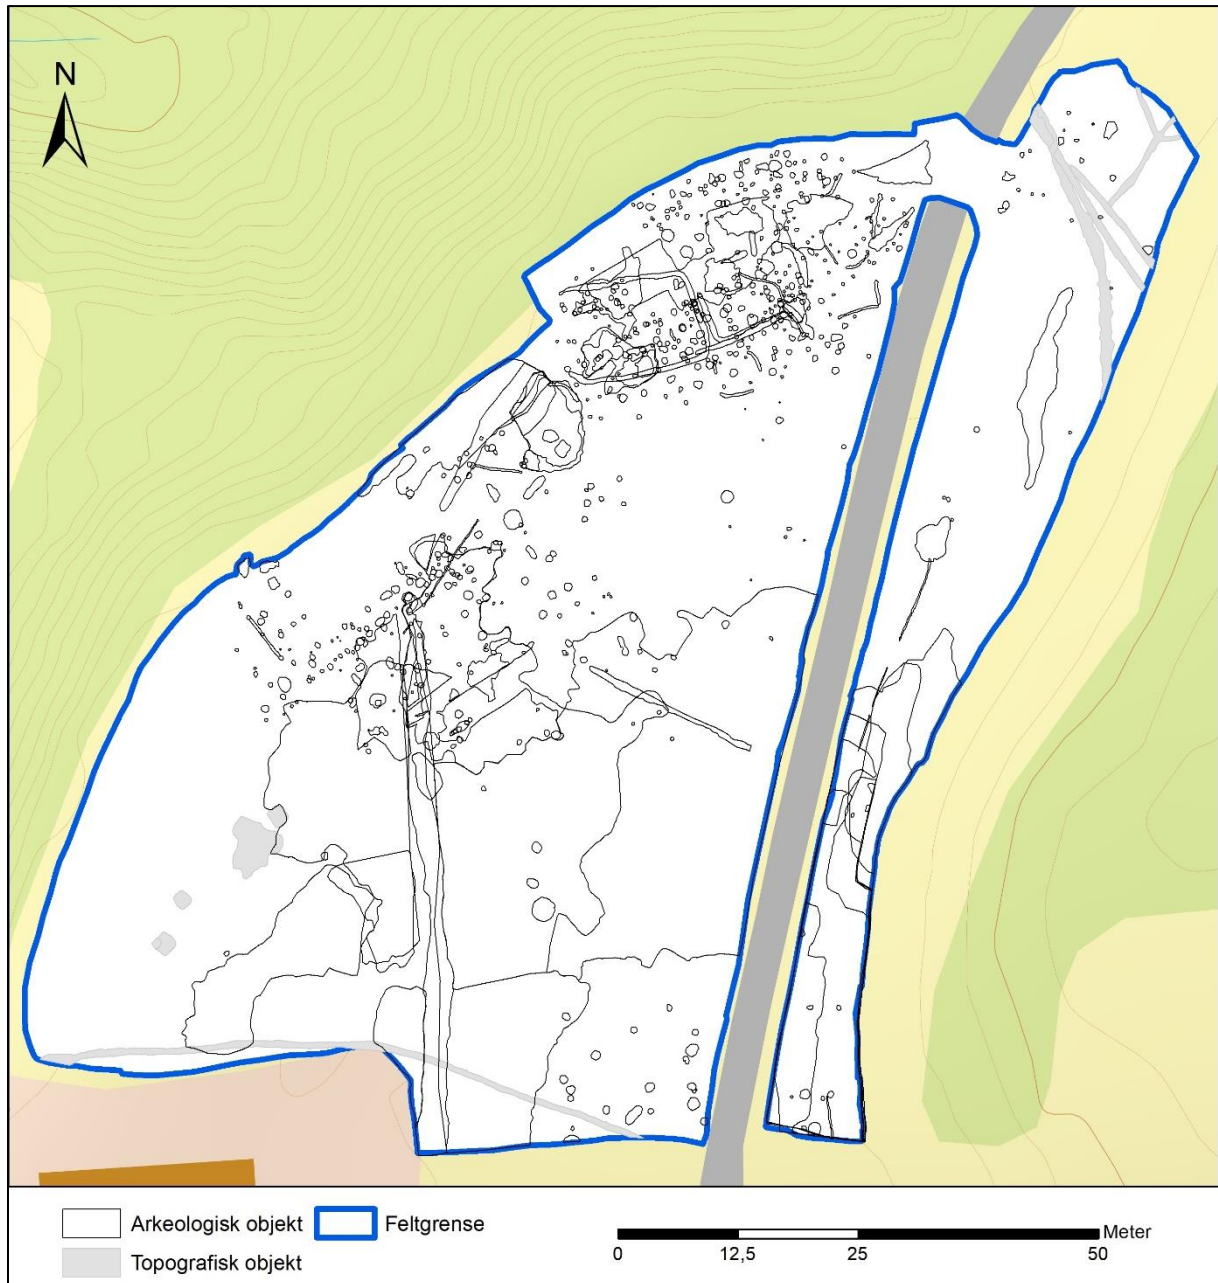 N
Arkeologisk objekt
Feltgrense
Topografisk objekt
Meter
0 12,5 25 50